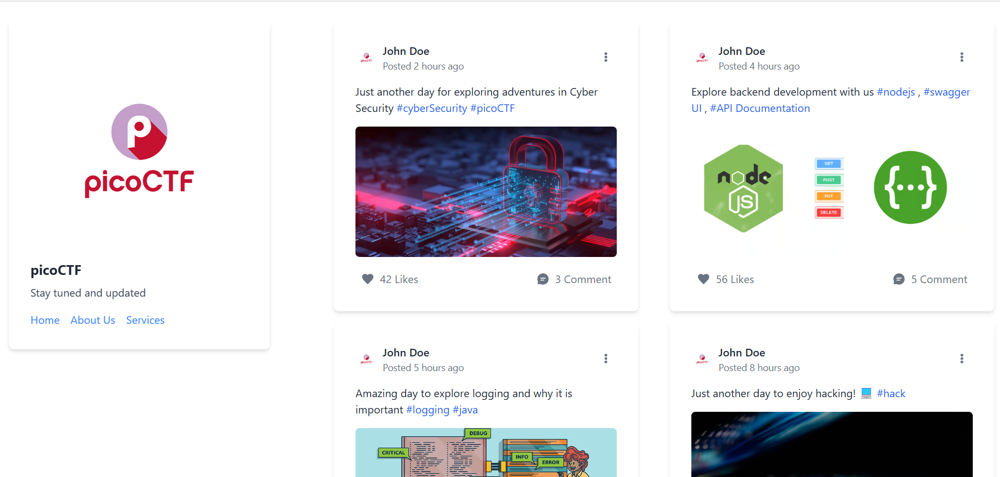 picoCTF
picoCTF
Stay tuned and updated
Home About Us Services
picoCTF
John Doe
Posted 2 hours ago
Just another day for exploring adventures in Cyber
Security #cyberSecurity #picoCTF
42 Likes
3 Comment
picoCTF
John Doe
Posted 4 hours ago
Explore backend development with us #nodejs , #swagger
UI , #API Documentation
node
JS
GET
POST
PUT
DELETE
{...}
56 Likes
5 Comment
picoCTF
John Doe
Posted 5 hours ago
Amazing day to explore logging and why it is
important #logging #java
DEBUG
CRITICAL
INFO
ERROR
picoCTF
John Doe
Posted 8 hours ago
Just another day to enjoy hacking! 💻 #hack